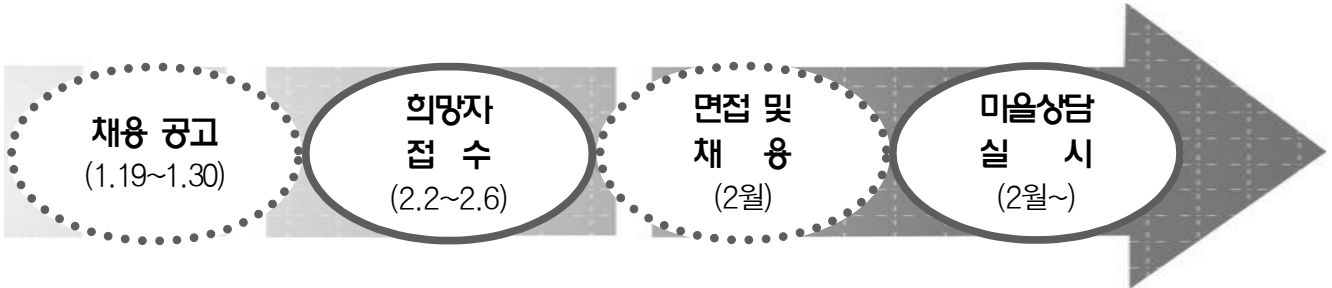 채용 공고
(1.19~1.30)
희망자
접 수
(2.2~2.6)
면접 및
채 용
(2월)
마을상담
실 시
(2월~)